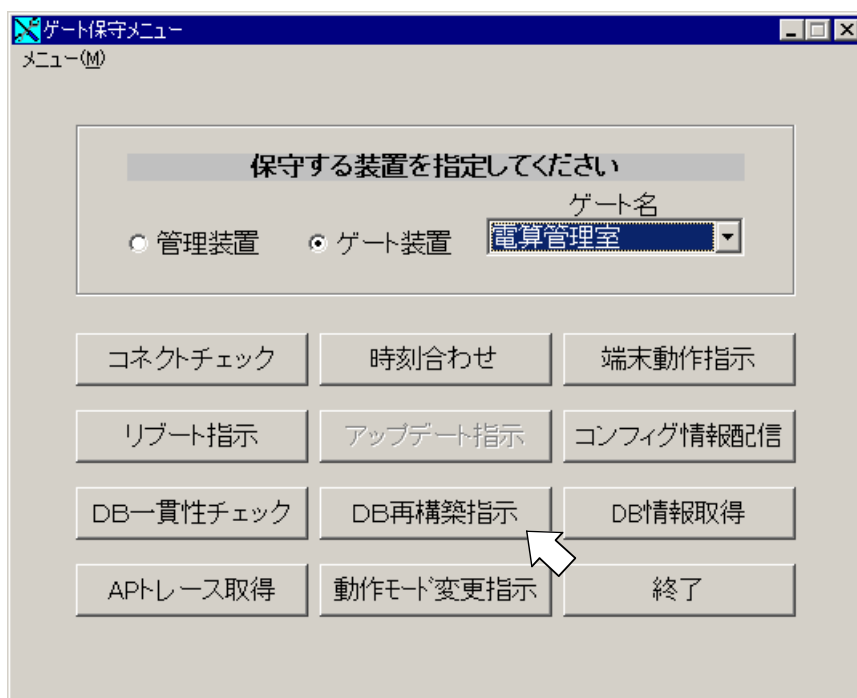 ゲート保守メニュー
メニュー(M)
保守する装置を指定してください
ゲート名
管理装置 ゲート装置 電算管理室
コネクトチェック 時刻合わせ 端末動作指示
リブート指示 アップデート指示 コンフィグ情報配信
DB一貫性チェック DB再構築指示 DB情報取得
APトレース取得 動作モード変更指示 終了